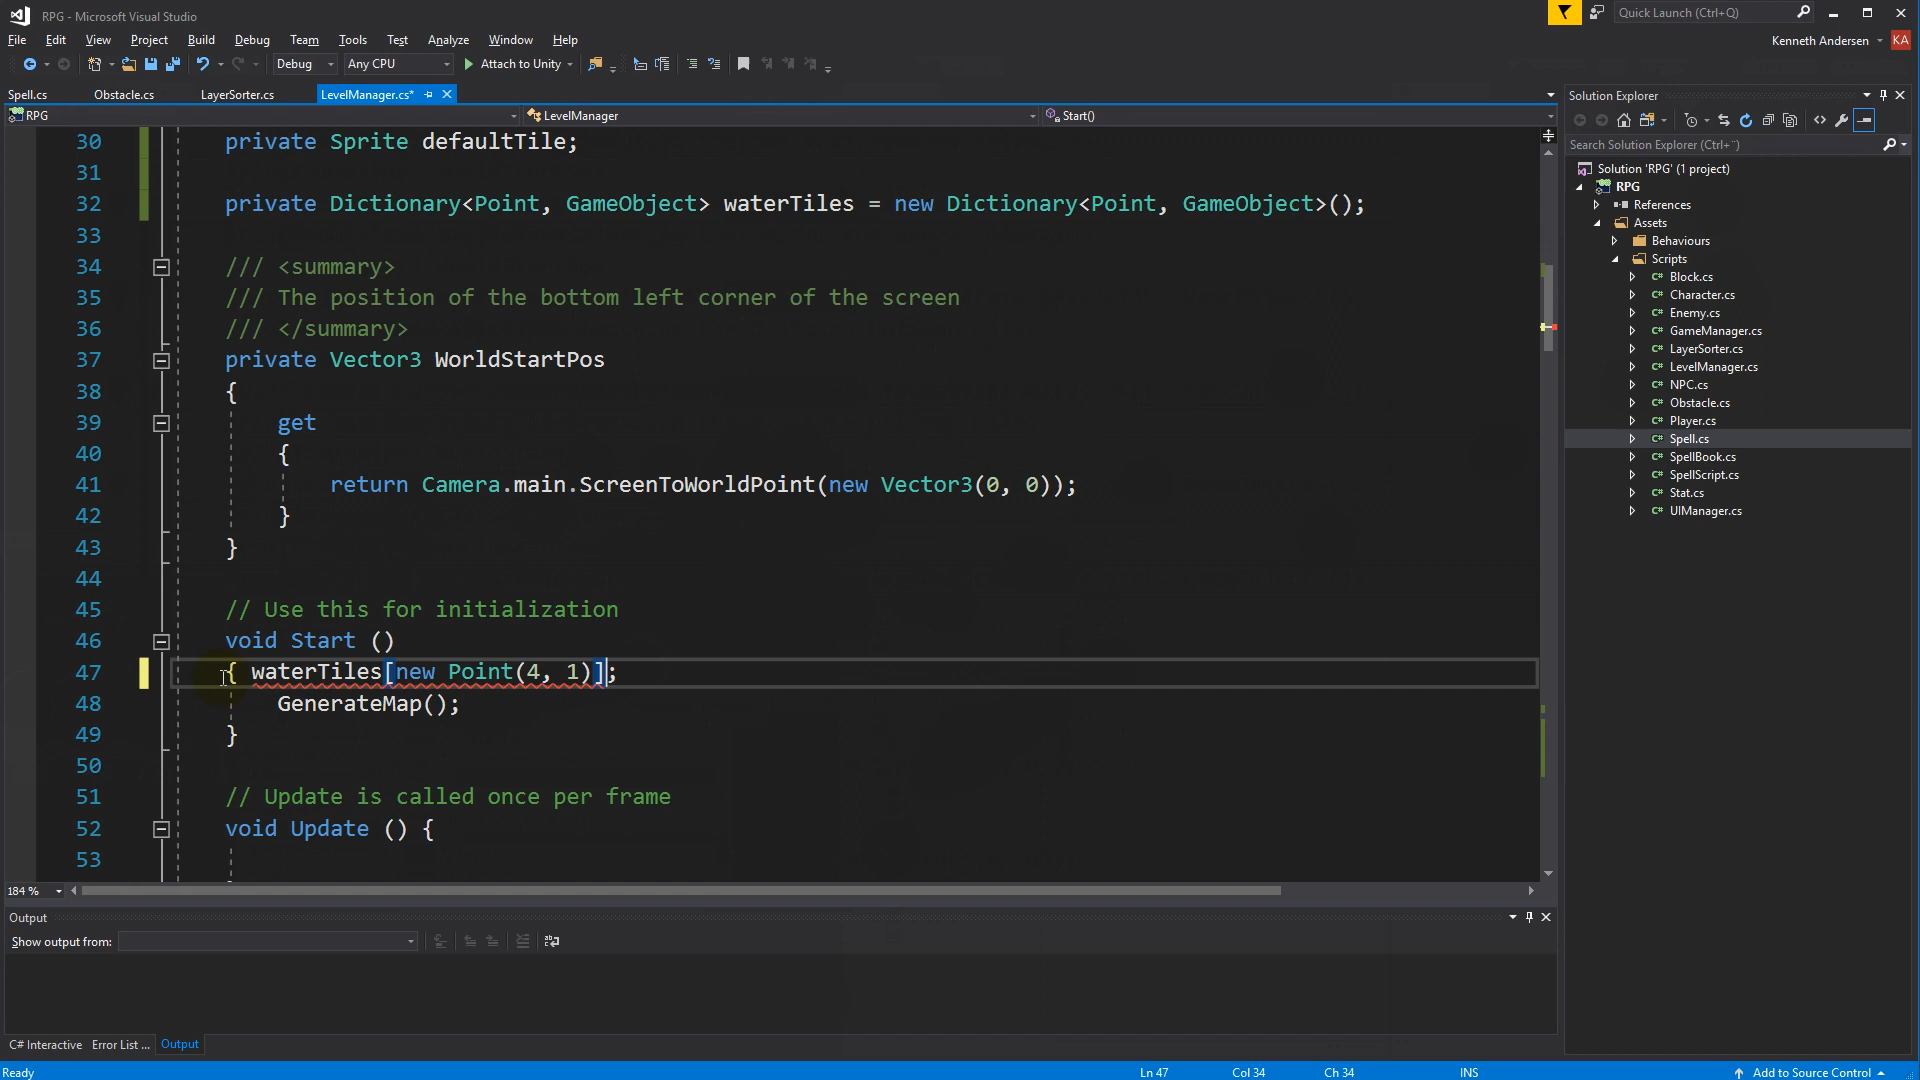 RPG - Microsoft Visual Studio
Quick Launch (Ctrl+Q)
File Edit View Project Build Debug Team Tools Test Analyze Window Help
Kenneth Andersen KA
Debug Any CPU Attach to Unity
Spell.cs Obstacle.cs LayerSorter.cs LevelManager.cs*
RPG LevelManager Start()
30 private Sprite defaultTile;
31
32 private Dictionary<Point, GameObject> waterTiles = new Dictionary<Point, GameObject>();
33
34 /// <summary>
35 /// The position of the bottom left corner of the screen
36 /// </summary>
37 private Vector3 WorldStartPos
38 {
39 get
40 {
41 return Camera.main.ScreenToWorldPoint(new Vector3(0, 0));
42 }
43 }
44
45 // Use this for initialization
46 void Start ()
47 { waterTiles[new Point(4, 1)];
48 GenerateMap();
49 }
50
51 // Update is called once per frame
52 void Update () {
53
184 %
Output
Show output from:
C# Interactive Error List ... Output
Ready Ln 47 Col 34 Ch 34 INS Add to Source Control
Solution Explorer
Search Solution Explorer (Ctrl+¨)
Solution 'RPG' (1 project)
RPG
References
Assets
Behaviours
Scripts
C# Block.cs
C# Character.cs
C# Enemy.cs
C# GameManager.cs
C# LayerSorter.cs
C# LevelManager.cs
C# NPC.cs
C# Obstacle.cs
C# Player.cs
C# Spell.cs
C# SpellBook.cs
C# SpellScript.cs
C# Stat.cs
C# UIManager.cs